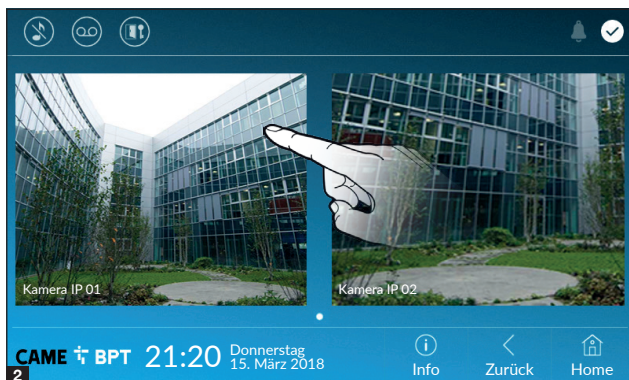 Kamera IP 01
Kamera IP 02
CAME BPT 21:20 Donnerstag
15. März 2018
Info
Zurück
Home
2